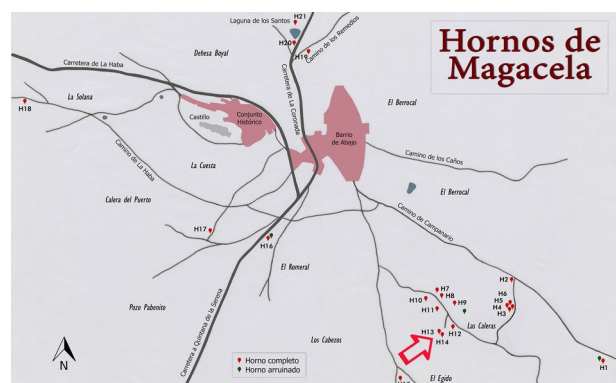 H21
Laguna de los Santos
H20
Camino de los Remedios
H19
Hornos de
Magacela
Dehesa Boyal
Carretera de La Haba
Carretera de La Coronada
La Solana
H18
Castillo
Conjunto
Histórico
Barrio
de Abajo
El Berrocal
Camino de La Haba
La Cuesta
Camino de los Caños
El Berrocal
Calera del Puerto
Camino de Campanario
H17
H16
El Romeral
H2
H7
H6
H10
H8
H5
H9
H4
H11
H3
Pozo Pabenito
Carretera a Quintana de la Serena
H13
H12
Las Caleras
H14
Los Cabezos
N
Horno completo
Horno arruinado
El Egido
H1